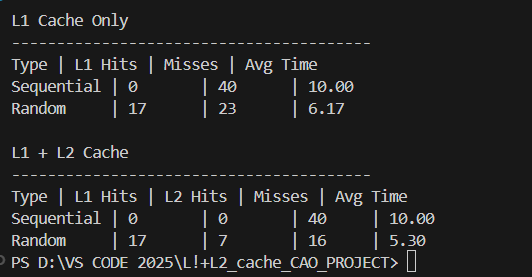 L1 Cache Only
----------------------------------------
Type | L1 Hits | Misses | Avg Time
Sequential | 0       | 40      | 10.00
Random     | 17      | 23      | 6.17
L1 + L2 Cache
----------------------------------------
Type | L1 Hits | L2 Hits | Misses | Avg Time
Sequential | 0       | 0       | 40      | 10.00
Random     | 17      | 7       | 16      | 5.30
PS D:\VS CODE 2025\L!+L2_cache_CAO_PROJECT>